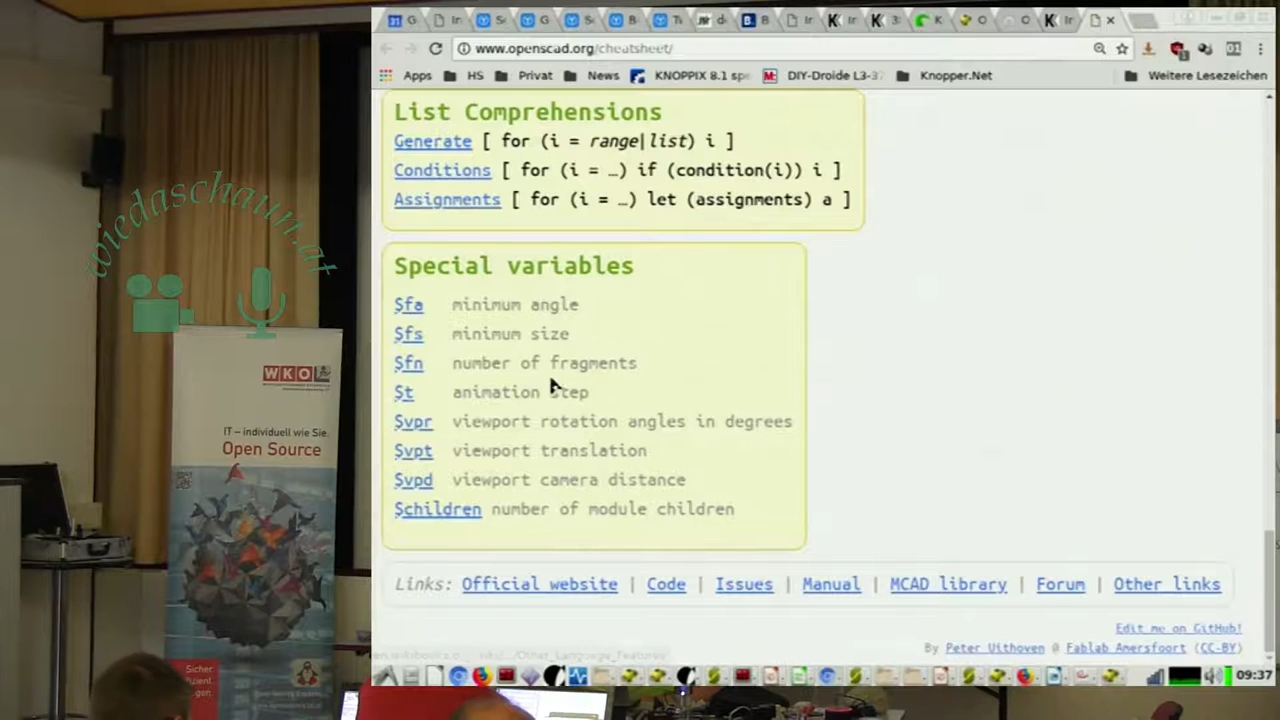 www.openscad.org/cheatsheet/
Apps HS Privat News KNOPPIX 8.1 DIY-Droide L3-3 Knopper.Net Weitere Lesezeichen
List Comprehensions
Generate [ for (i = range|list) i ]
Conditions [ for (i = …) if (condition(i)) i ]
Assignments [ for (i = …) let (assignments) a ]
Special variables
$fa minimum angle
$fs minimum size
$fn number of fragments
$t animation step
$vpr viewport rotation angles in degrees
$vpt viewport translation
$vpd viewport camera distance
$children number of module children
Links: Official website | Code | Issues | Manual | MCAD library | Forum | Other links
Edit me on GitHub!
By Peter Uithoven @ Fablab Amersfoort (CC-BY)
09:37
wiedaschaun.at
WKO
IT – individuell wie Sie.
Open Source
Sicher